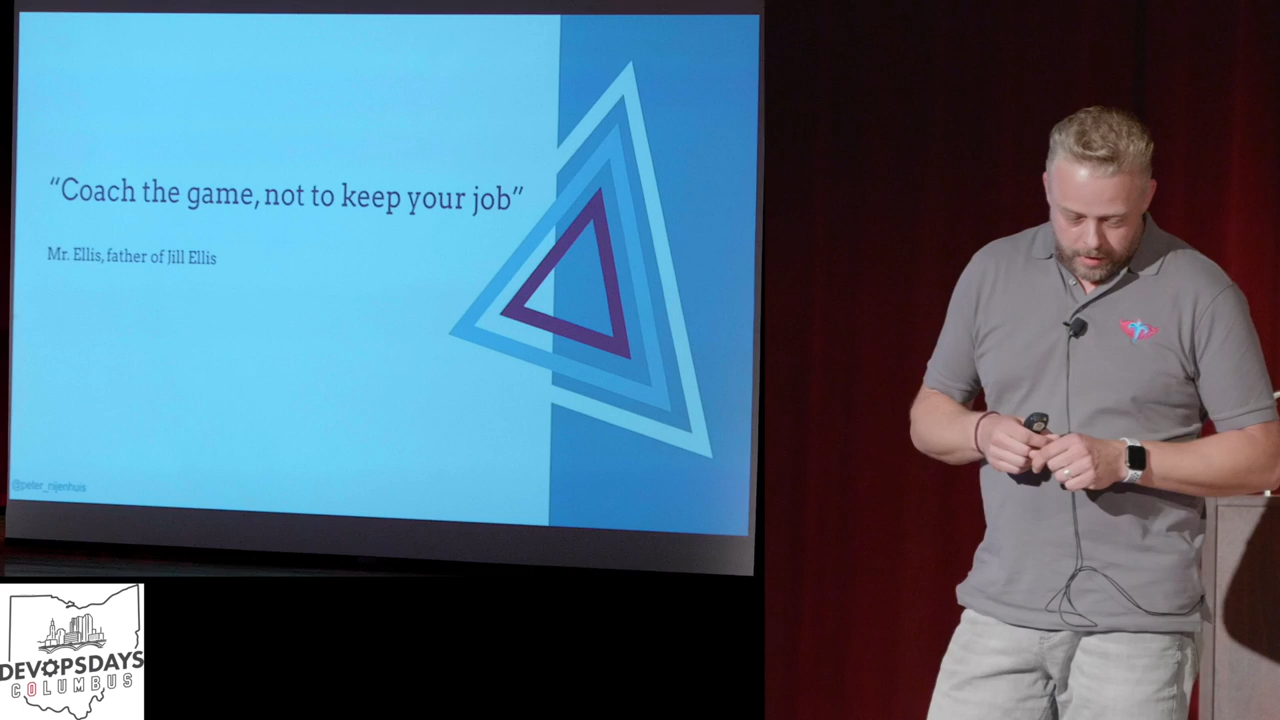 “Coach the game, not to keep your job”
Mr. Ellis, father of Jill Ellis
@peter_nijenhuis
DEVOPSDAYS
COLUMBUS